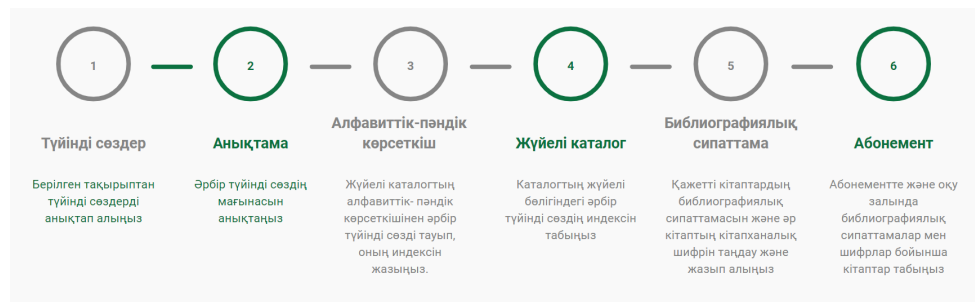 1
2
3
4
5
6
Түйінді сөздер
Анықтама
Алфавиттік-пәндік
көрсеткіш
Жүйелі каталог
Библиографиялық
сипаттама
Абонемент
Берілген тақырыптан
түйінді сөздерді
анықтап алыңыз
Әрбір түйінді сөздің
мағынасын
анықтаңыз
Жүйелі каталогтың
алфавиттік- пәндік
көрсеткішінен әрбір
түйінді сөзді тауып,
оның индексін
жазыңыз.
Каталогтың жүйелі
бөлігіндегі әрбір
түйінді сөздің индексін
табыңыз
Қажетті кітаптардың
библиографиялық
сипаттамасын және әр
кітаптың кітапханалық
шифрін таңдау және
жазып алыңыз
Абонементте және оқу
залында
библиографиялық
сипаттамалар мен
шифрлар бойынша
кітаптар табыңыз